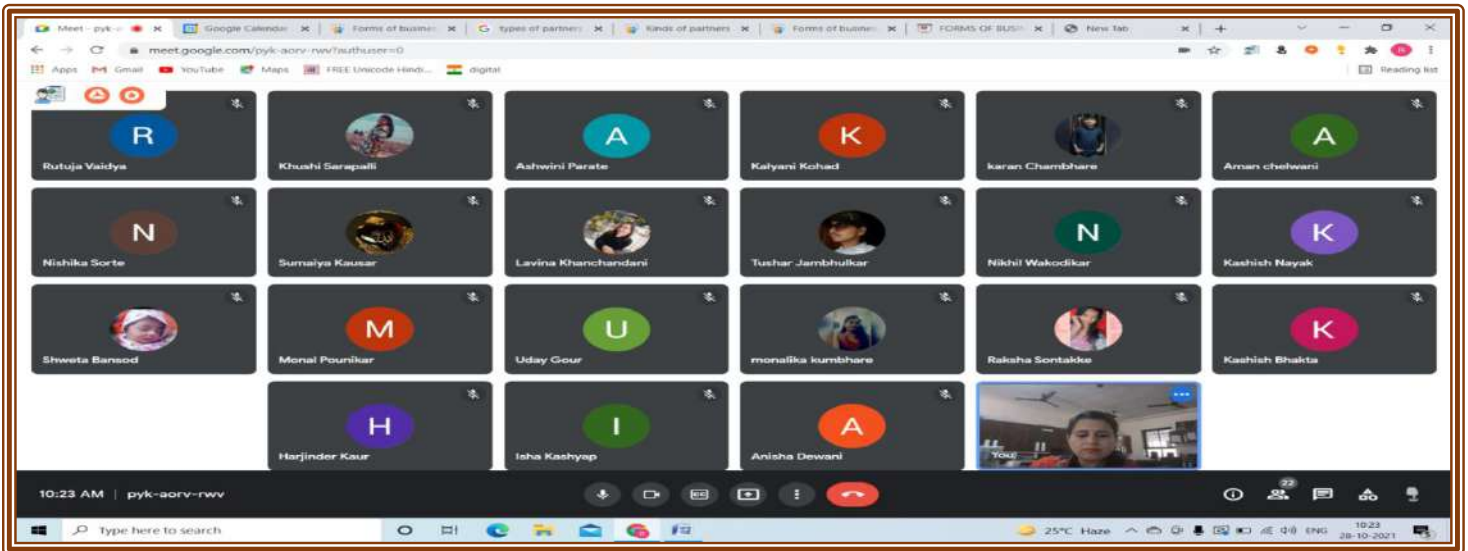 Meet - pyk-a
Google Calendar
Forms of busines
types of partners
Kinds of partners
Forms of busines
FORMS OF BUSI
New Tab
meet.google.com/pyk-aorv-rwv?authuser=0
Apps Gmail YouTube Maps FREE Unicode Hindi... digital Reading list
R A K A
Rutuja Vaidya Khushi Sarapalli Ashwini Parate Kalyani Kohad karan Chambhare Aman chelwani
N N K
Nishika Sorte Sumaiya Kausar Lavina Khanchandani Tushar Jambhulkar Nikhil Wakodikar Kashish Nayak
M U K
Shweta Bansod Monal Pounikar Uday Gour monalika kumbhare Raksha Sontakke Kashish Bhakta
H I A
Harjinder Kaur Isha Kashyap Anisha Dewani You
10:23 AM | pyk-aorv-rwv 22
Type here to search 25°C Haze ENG 10:23
28-10-2021